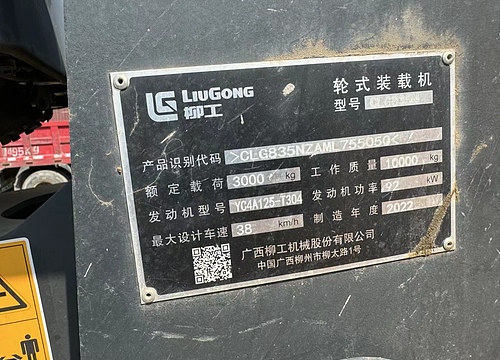 LIUGONG
柳工
轮式装载机
型号
产品识别代码 >CLG835NZAML755050<
额定载荷 3000 kg 工作质量 10000 kg
发动机型号 YC4A125-T304 发动机功率 92 kW
最大设计车速 38 km/h 制造年度 2022
广西柳工机械股份有限公司
中国广西柳州市柳太路1号